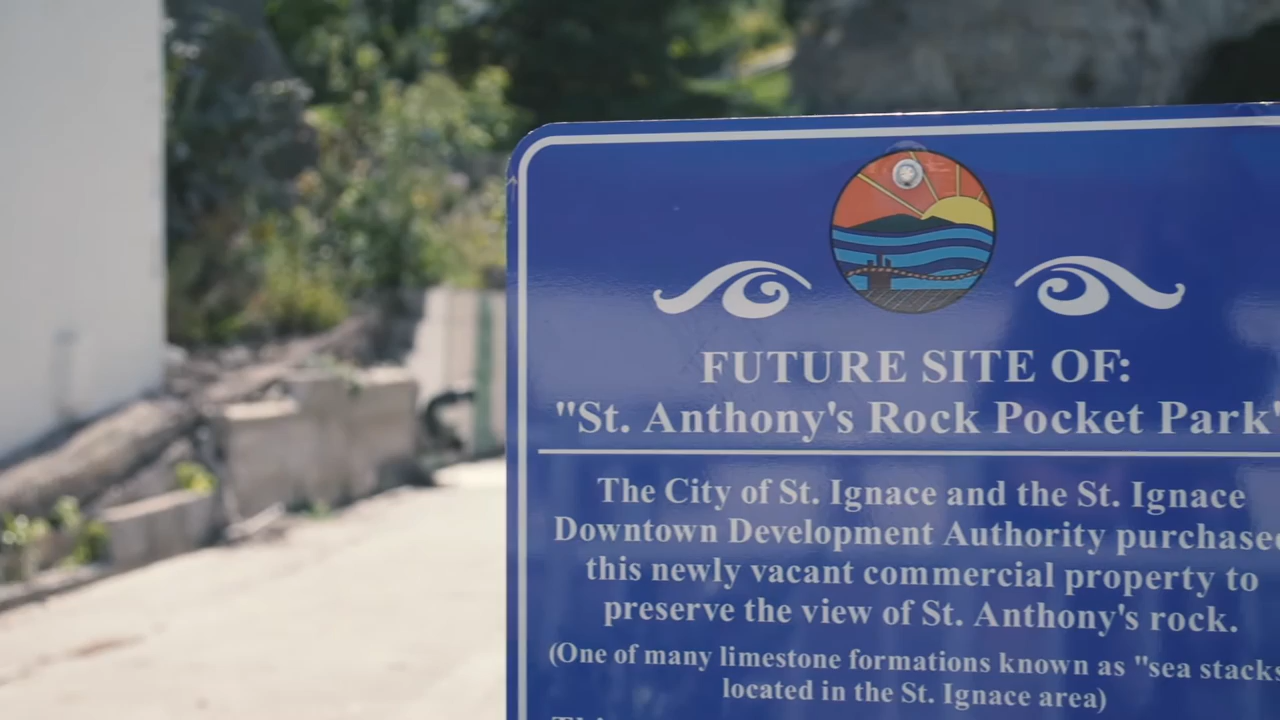 FUTURE SITE OF:
"St. Anthony's Rock Pocket Park"
The City of St. Ignace and the St. Ignace
Downtown Development Authority purchased
this newly vacant commercial property to
preserve the view of St. Anthony's rock.
(One of many limestone formations known as "sea stacks
located in the St. Ignace area)